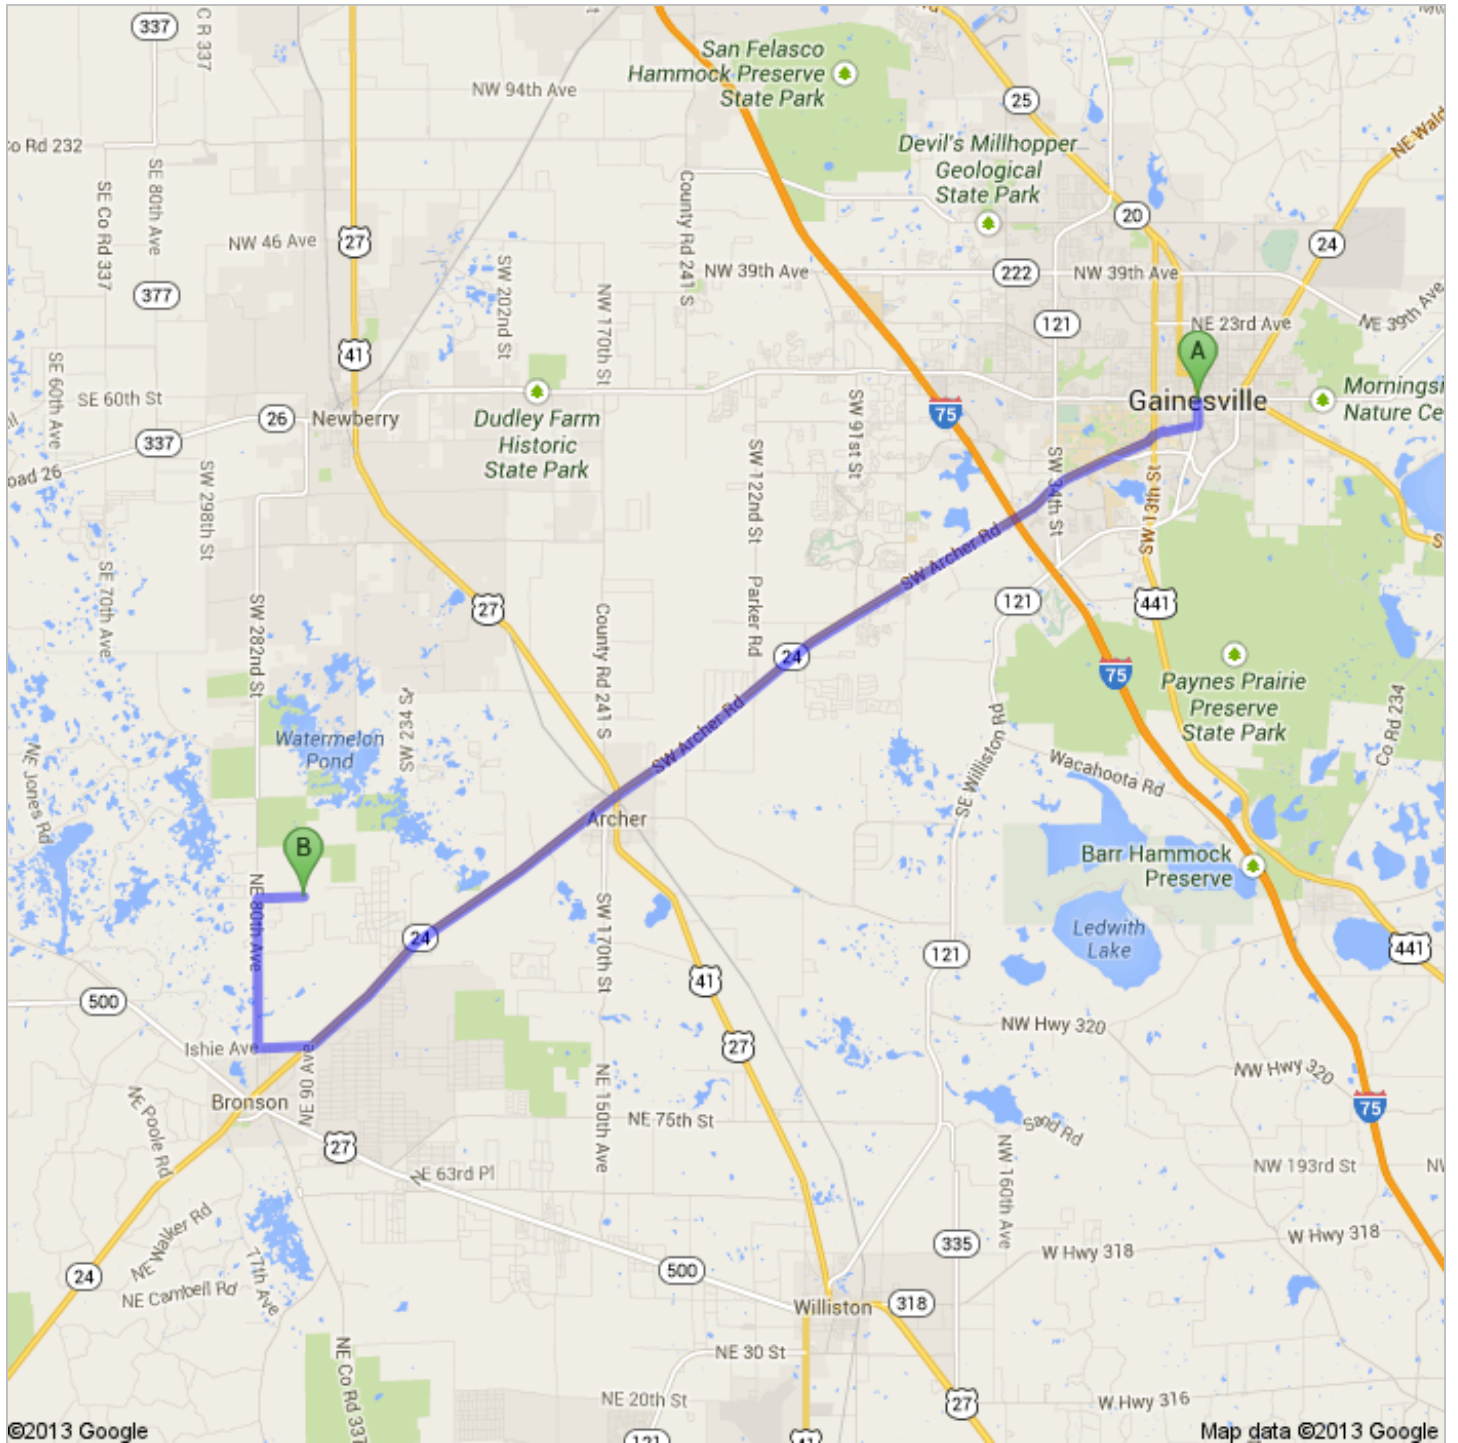 337
C R 337
San Felasco
Hammock Preserve
State Park
NW 94th Ave
25
Devil's Millhopper
Geological
State Park
NE Wald
Co Rd 232
SE 80th Ave
SE Co Rd 337
County Rd 241 S
20
24
NW 46 Ave
27
SW 202nd St
NW 170th St
NW 39th Ave
222
NW 39th Ave
377
NE 39th Ave
121
NE 23rd Ave
41
SE 60th Ave
A
SE 60th St
26
Newberry
Dudley Farm
Historic
State Park
SW 91st St
75
Gainesville
Morningsi
Nature Ce
337
oad 26
SW 298th St
SW 122nd St
SW 34th St
SW 13th St
SE 70th Ave
SW 282nd St
27
County Rd 241 S
Parker Rd
SW Archer Rd
121
441
24
75
Paynes Prairie
Preserve
State Park
NE Jones Rd
Watermelon
Pond
SW 234 S
SW Archer Rd
SE Williston Rd
Wacahoota Rd
Co Rd 234
Archer
B
Barr Hammock
Preserve
NE 80th Ave
24
SW 170th St
Ledwith
Lake
121
441
500
41
Ishie Ave
NE 90 Ave
27
NW Hwy 320
NW Hwy 320
Bronson
NE Poole Rd
NE 150th Ave
NE 75th St
Sand Rd
75
27
NE 63rd Pl
NW 160th Ave
NW 193rd St
NE Walker Rd
77th Ave
335
W Hwy 318
W Hwy 318
24
NE Cambell Rd
500
Williston
318
NE Co Rd 337
NE 30 St
NE 20th St
27
W Hwy 316
121
41
©2013 Google
Map data ©2013 Google